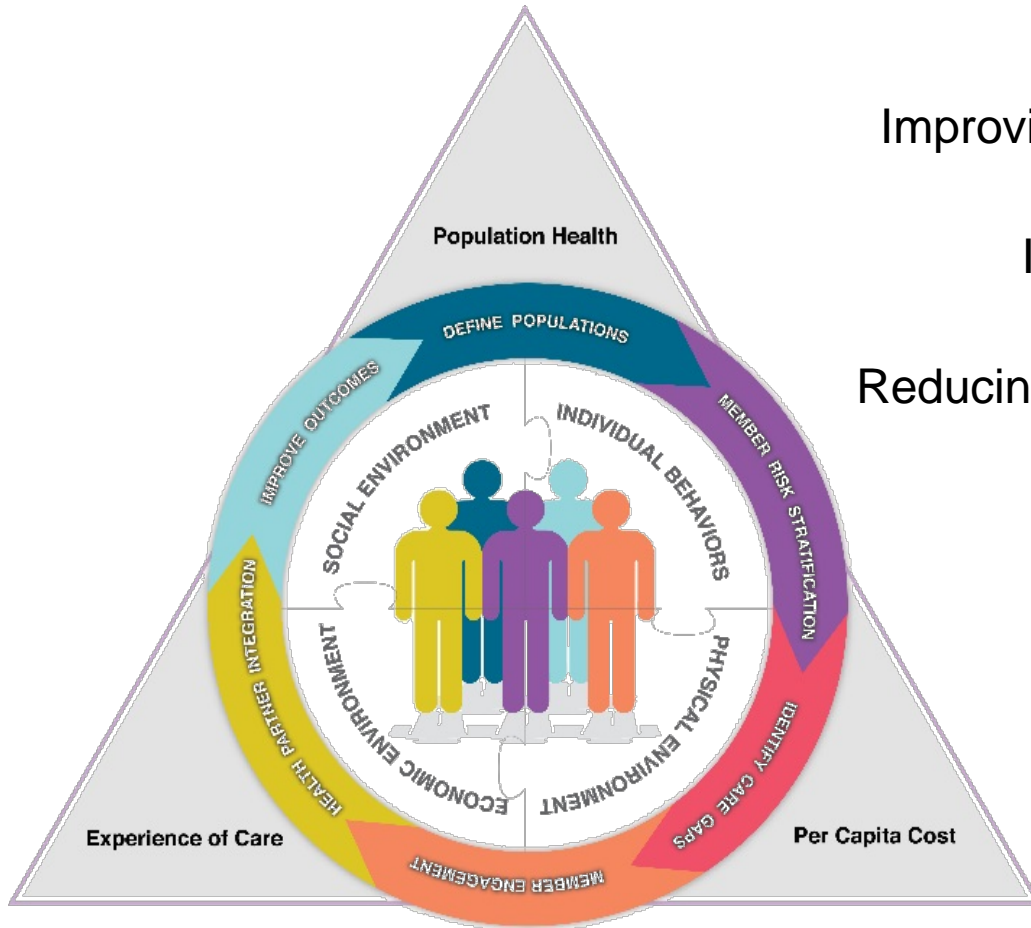 Improvi
I
Reducin
Population Health
DEFINE POPULATIONS
MEMBER RISK STRATIFICATION
IDENTIFY CARE GAPS
MEMBER ENGAGEMENT
HEALTH PARTNER INTEGRATION
IMPROVE OUTCOMES
SOCIAL ENVIRONMENT
INDIVIDUAL BEHAVIORS
PHYSICAL ENVIRONMENT
ECONOMIC ENVIRONMENT
Experience of Care
Per Capita Cost